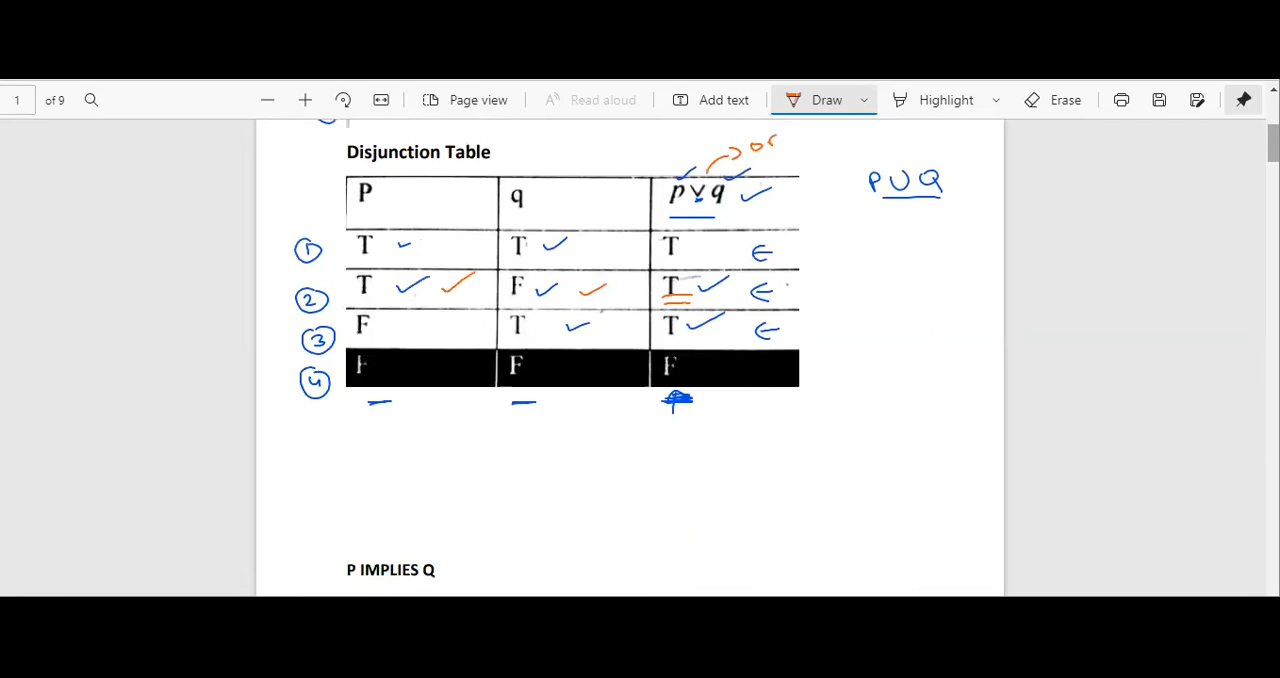 1 of 9 Page view Read aloud Add text Draw Highlight Erase
Disjunction Table
or
P q p∨q
P ∪ Q
1 T T T
2 T F T
3 F T T
4 F F F
P IMPLIES Q